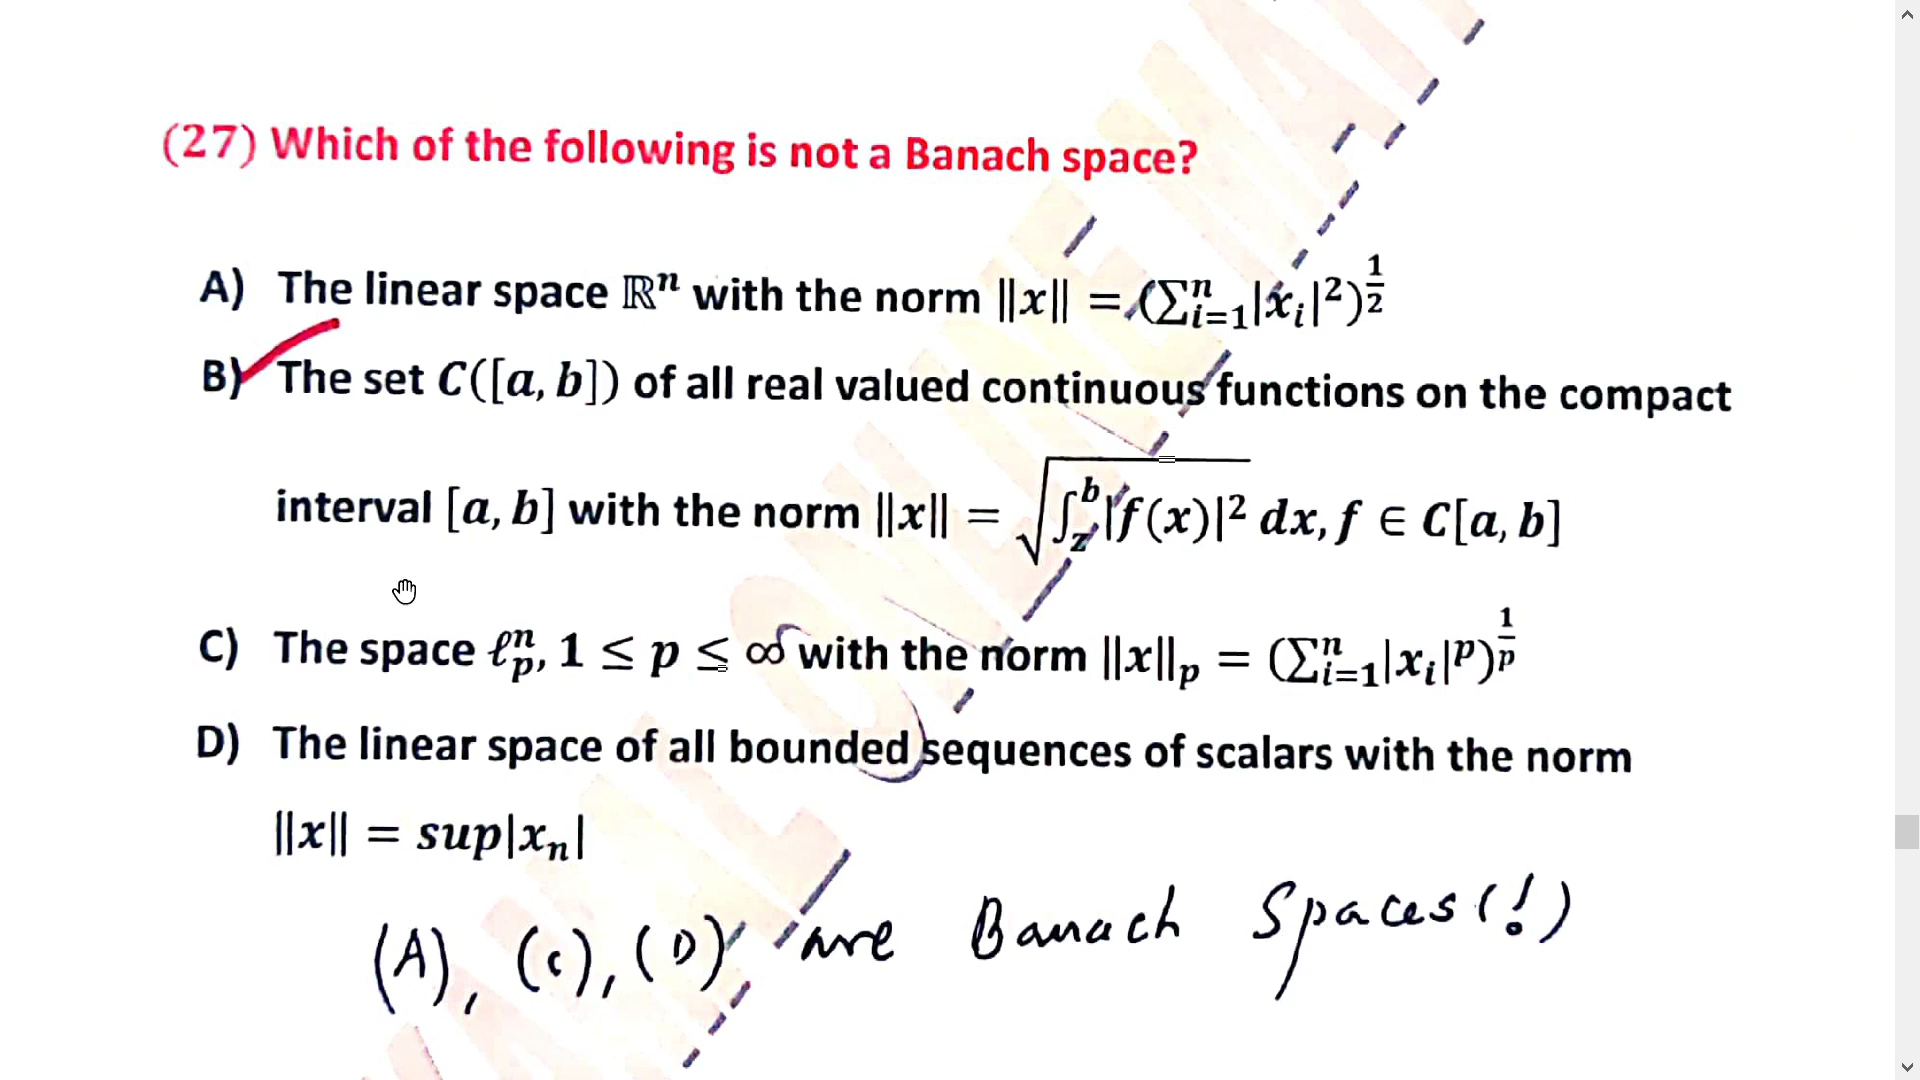 (27) Which of the following is not a Banach space?
A) The linear space ℝⁿ with the norm ||x|| = (∑ⁿᵢ₌₁|xᵢ|²)^{1/2}
B) The set C([a, b]) of all real valued continuous functions on the compact
interval [a, b] with the norm ||x|| = √∫_z^b |f(x)|² dx, f ∈ C[a, b]
C) The space ℓⁿₚ, 1 ≤ p ≤ ∞ with the norm ||x||ₚ = (∑ⁿᵢ₌₁|xᵢ|ᵖ)^{1/p}
D) The linear space of all bounded sequences of scalars with the norm
||x|| = sup|xₙ|
(A), (C), (D) are Banach Spaces(!)